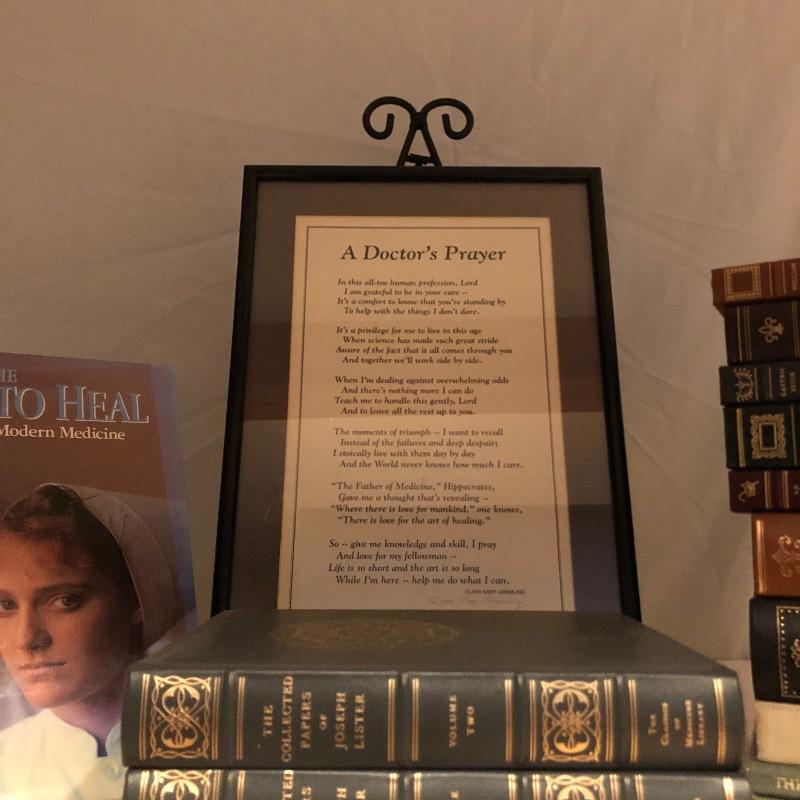 A Doctor's Prayer
In this all-too human profession, Lord
I am grateful to be in your care --
It's a comfort to know that you're standing by
To help with the things I don't dare.
It's a privilege for me to live in this age
When science has made such great stride
Aware of the fact that it all comes through you
And together we'll work side by side.
When I'm dealing against overwhelming odds
And there's nothing more I can do
Teach me to handle this gently, Lord
And to leave all the rest up to you.
The moments of triumph -- I want to recall
Instead of the failures and deep despair;
I stoically live with them day by day
And the World never knows how much I care.
"The Father of Medicine," Hippocrates,
Gave me a thought that's revealing --
"Where there is love for mankind," one knows,
"There is love for the art of healing."
So -- give me knowledge and skill, I pray
And love for my fellowman --
Life is so short and the art is so long
While I'm here -- help me do what I can.
CLARA SAPP GRAMLING
HE
TO HEAL
Modern Medicine
THE
COLLECTED
PAPERS
OF
JOSEPH
LISTER
VOLUME
TWO
The
Classics
of
Medicine
Library